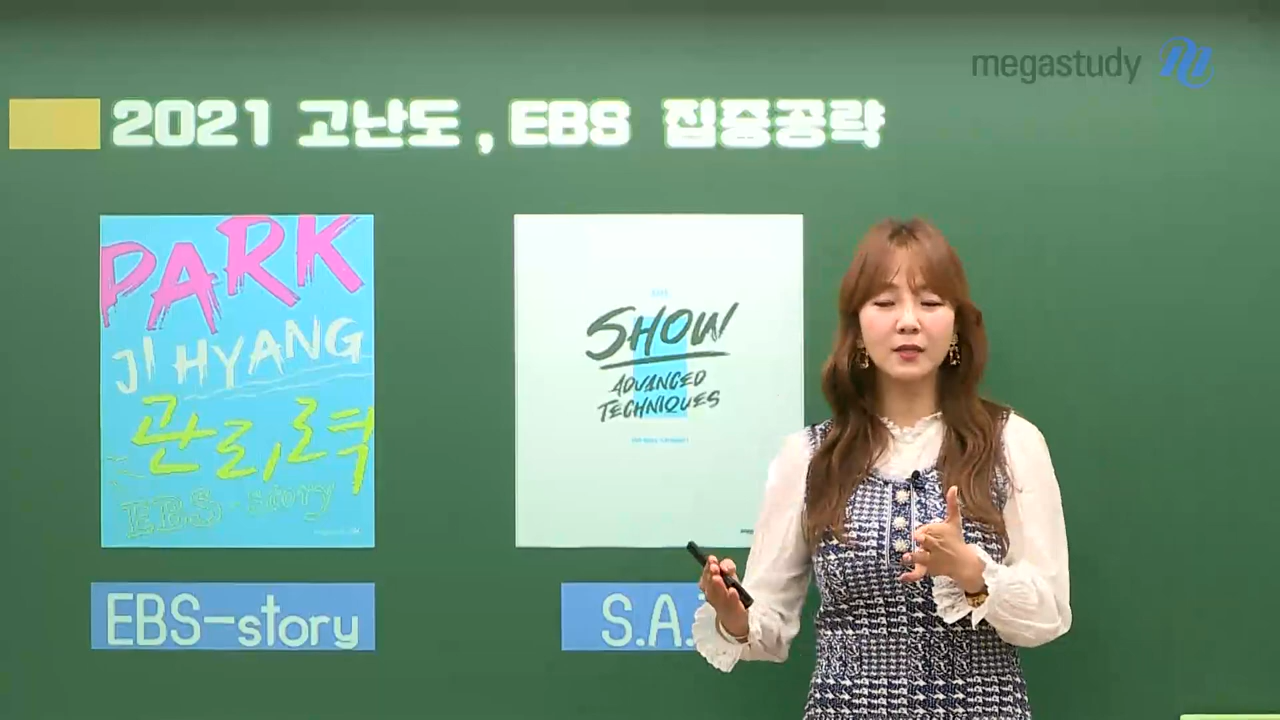 megastudy
2021 고난도, EBS 집중공략
PARK
JI HYANG
관리,력
EBS-story
SHOW
ADVANCED
TECHNIQUES
EBS-story
S.A.